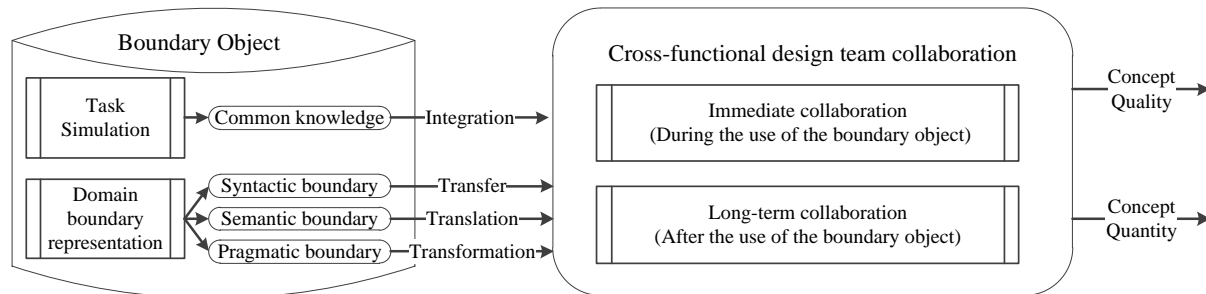 Boundary Object
Task
Simulation
Common knowledge
Integration
Domain
boundary
representation
Syntactic boundary
Transfer
Semantic boundary
Translation
Pragmatic boundary
Transformation
Cross-functional design team collaboration
Immediate collaboration
(During the use of the boundary object)
Long-term collaboration
(After the use of the boundary object)
Concept
Quality
Concept
Quantity